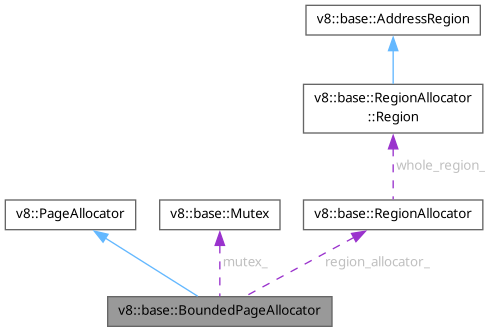 v8::base::AddressRegion
v8::base::RegionAllocator
::Region
whole_region_
v8::PageAllocator
v8::base::Mutex
v8::base::RegionAllocator
mutex_
region_allocator_
v8::base::BoundedPageAllocator